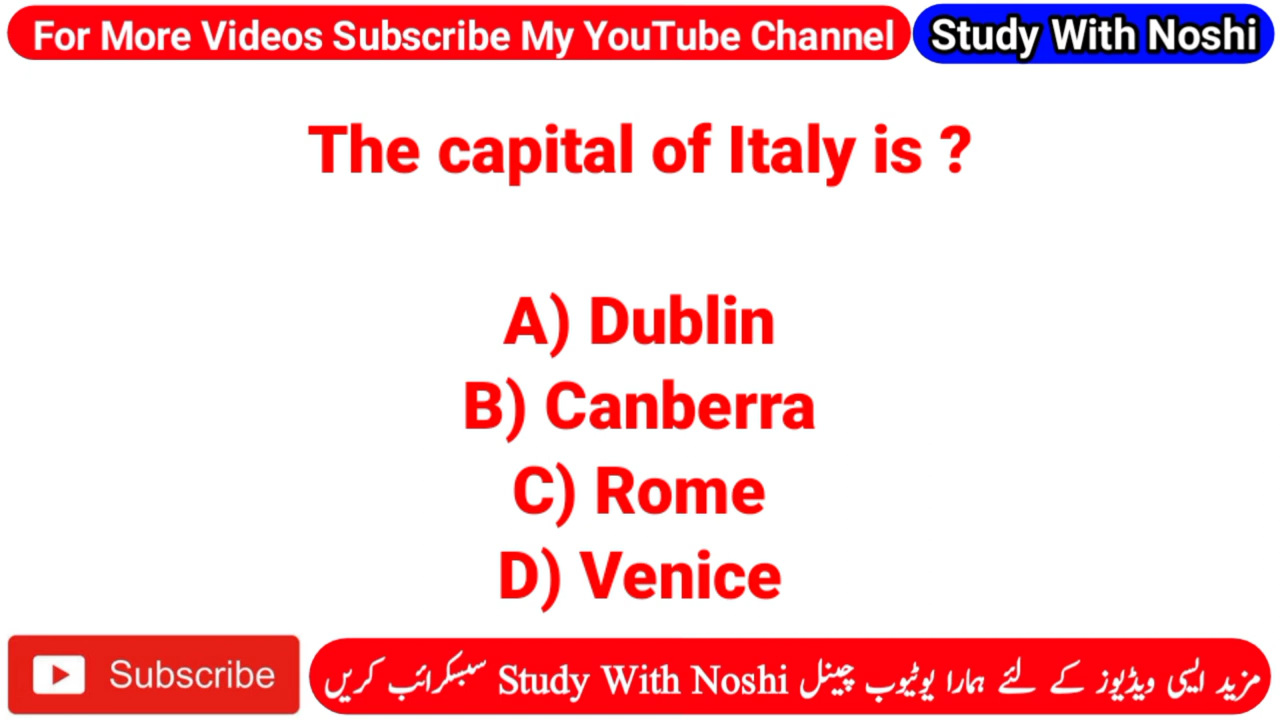 For More Videos Subscribe My YouTube Channel
Study With Noshi
The capital of Italy is ?
A) Dublin
B) Canberra
C) Rome
D) Venice
Subscribe
مزید ایسی ویڈیوز کے لئے ہمارا یوٹیوب چینل Study With Noshi سبسکرائب کریں